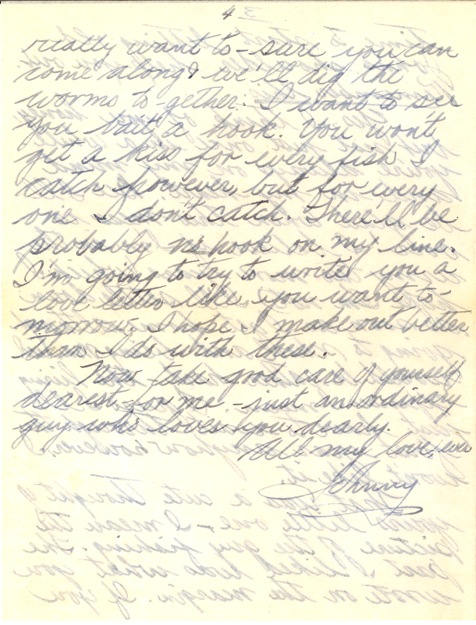 4
really want to - sure you can
come along & we'll dig the
worms to-gether. I want to see
you bait a hook. You won't
get a kiss for every fish I
catch however, but for every
one I don't catch. There'll be
probably no hook on my line.
I'm going to try to write you a
love letter like you want to-
morrow. I hope I make out better
than I do with these.
Now take good care of yourself
dearest - for me - just an ordinary
guy who loves you dearly.
All my love, ever
Johnny